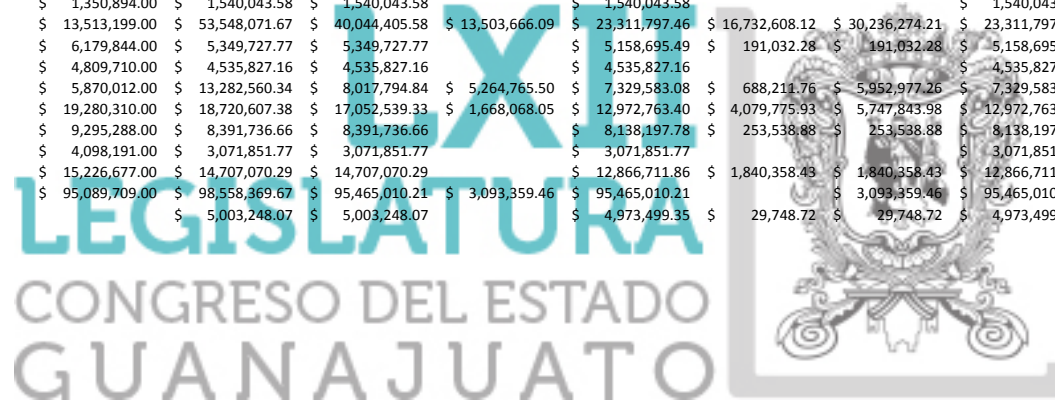 $ 1,350,894.00 $ 1,540,043.58 $ 1,540,043.58 $ 1,540,043.58 $ 1,540,043
$ 13,513,199.00 $ 53,548,071.67 $ 40,044,405.58 $ 13,503,666.09 $ 23,311,797.46 $ 16,732,608.12 $ 30,236,274.21 $ 23,311,797
$ 6,179,844.00 $ 5,349,727.77 $ 5,349,727.77 $ 5,158,695.49 $ 191,032.28 $ 191,032.28 $ 5,158,695
$ 4,809,710.00 $ 4,535,827.16 $ 4,535,827.16 $ 4,535,827.16 $ 4,535,827
$ 5,870,012.00 $ 13,282,560.34 $ 8,017,794.84 $ 5,264,765.50 $ 7,329,583.08 $ 688,211.76 $ 5,952,977.26 $ 7,329,583
$ 19,280,310.00 $ 18,720,607.38 $ 17,052,539.33 $ 1,668,068.05 $ 12,972,763.40 $ 4,079,775.93 $ 5,747,843.98 $ 12,972,763
$ 9,295,288.00 $ 8,391,736.66 $ 8,391,736.66 $ 8,138,197.78 $ 253,538.88 $ 253,538.88 $ 8,138,197
$ 4,098,191.00 $ 3,071,851.77 $ 3,071,851.77 $ 3,071,851.77 $ 3,071,851
$ 15,226,677.00 $ 14,707,070.29 $ 14,707,070.29 $ 12,866,711.86 $ 1,840,358.43 $ 1,840,358.43 $ 12,866,711
$ 95,089,709.00 $ 98,558,369.67 $ 95,465,010.21 $ 3,093,359.46 $ 95,465,010.21 $ 3,093,359.46 $ 95,465,010
$ 5,003,248.07 $ 5,003,248.07 $ 4,973,499.35 $ 29,748.72 $ 29,748.72 $ 4,973,499
LXII
LEGISLATURA
CONGRESO DEL ESTADO
GUANAJUATO